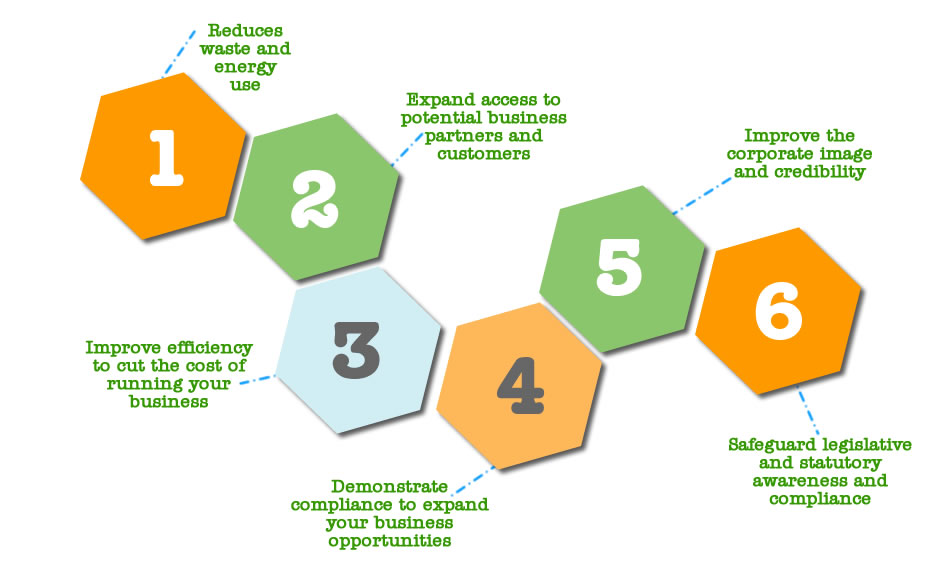 1
Reduces
waste and
energy
use
2
Expand access to
potential business
partners and
customers
3
Improve efficiency
to cut the cost of
running your
business
4
Demonstrate
compliance to expand
your business
opportunities
5
Improve the
corporate image
and credibility
6
Safeguard legislative
and statutory
awareness and
compliance